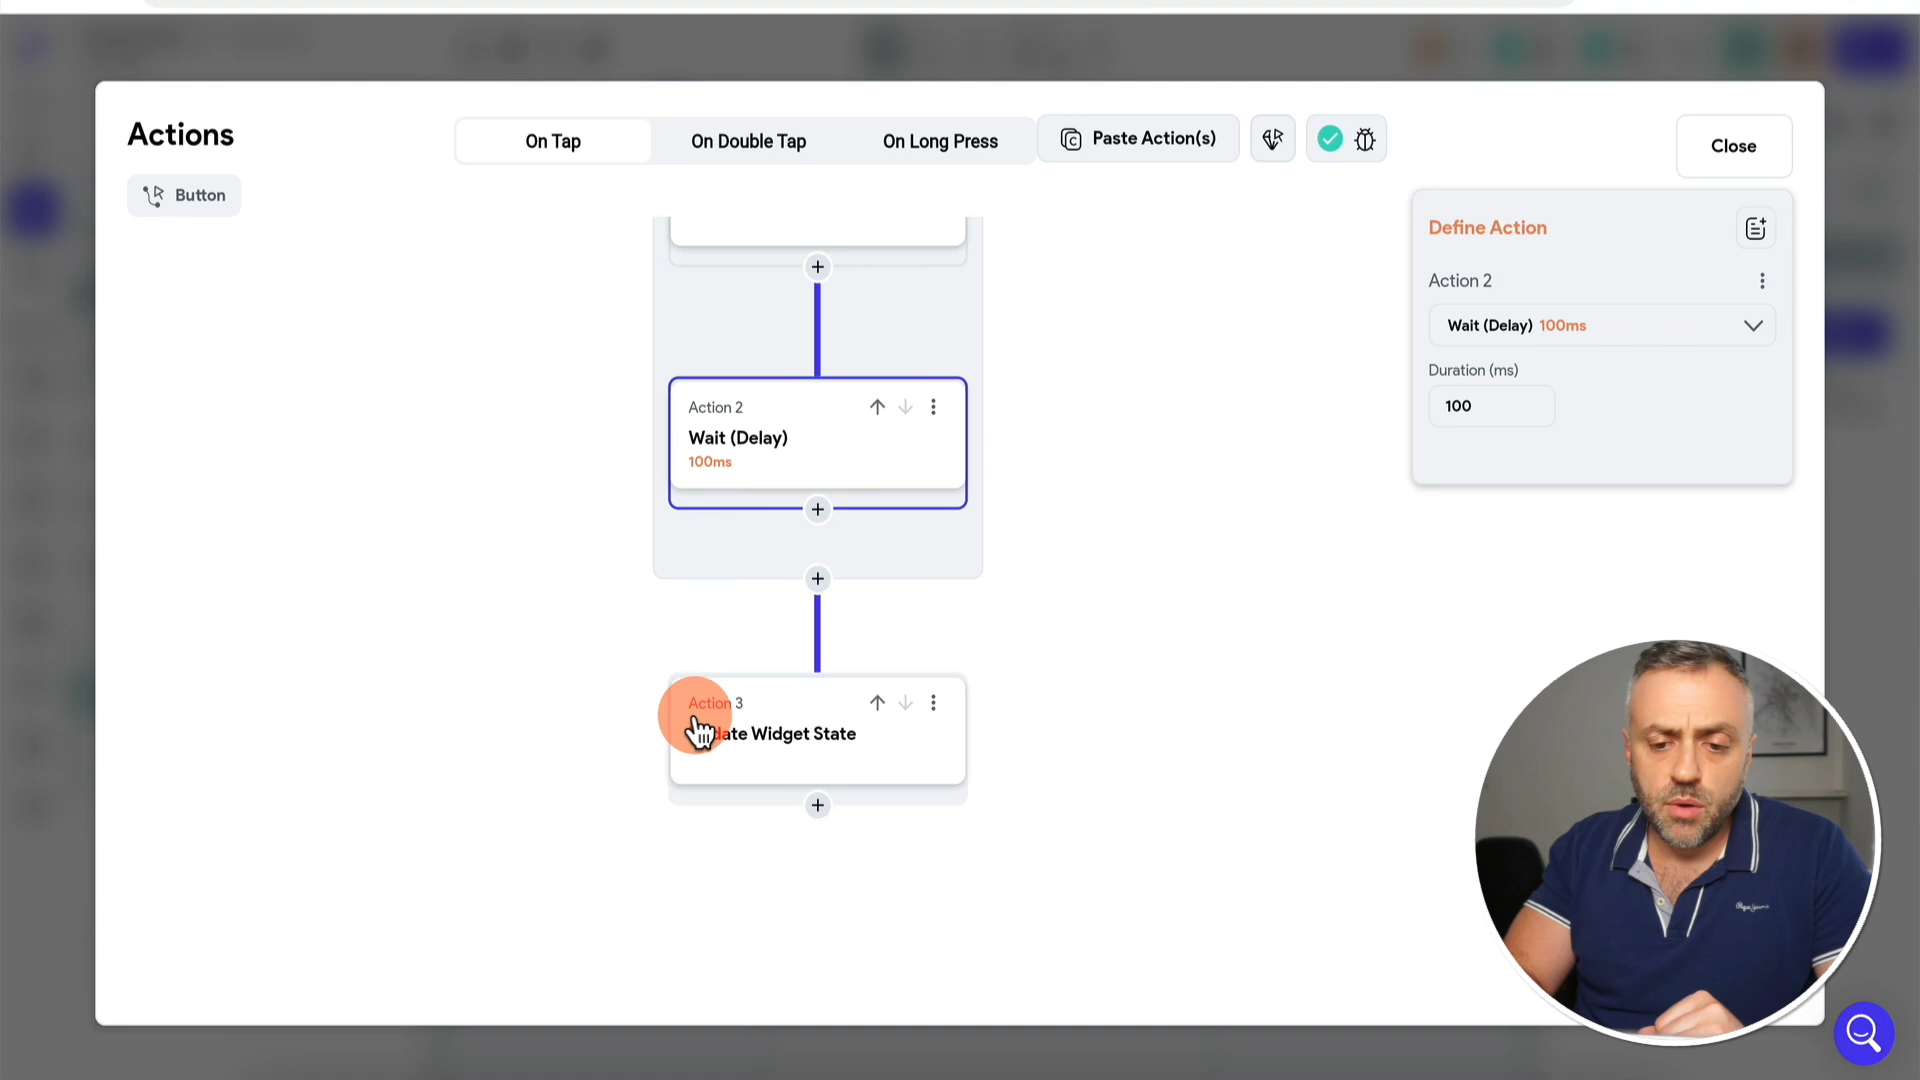 Actions
On Tap
On Double Tap
On Long Press
Paste Action(s)
Close
Button
Define Action
Action 2
Wait (Delay) 100ms
Duration (ms)
100
Action 2
Wait (Delay)
100ms
Action 3
date Widget State